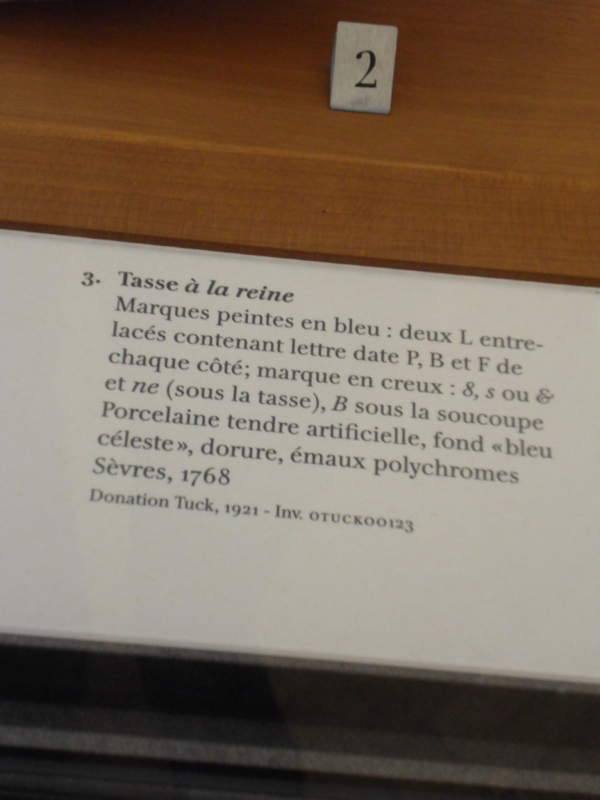 2
3. Tasse à la reine
Marques peintes en bleu : deux L entre-
lacés contenant lettre date P, B et F de
chaque côté; marque en creux : 8, s ou &
et ne (sous la tasse), B sous la soucoupe
Porcelaine tendre artificielle, fond «bleu
céleste», dorure, émaux polychromes
Sèvres, 1768
Donation Tuck, 1921 - Inv. OTUCK00123